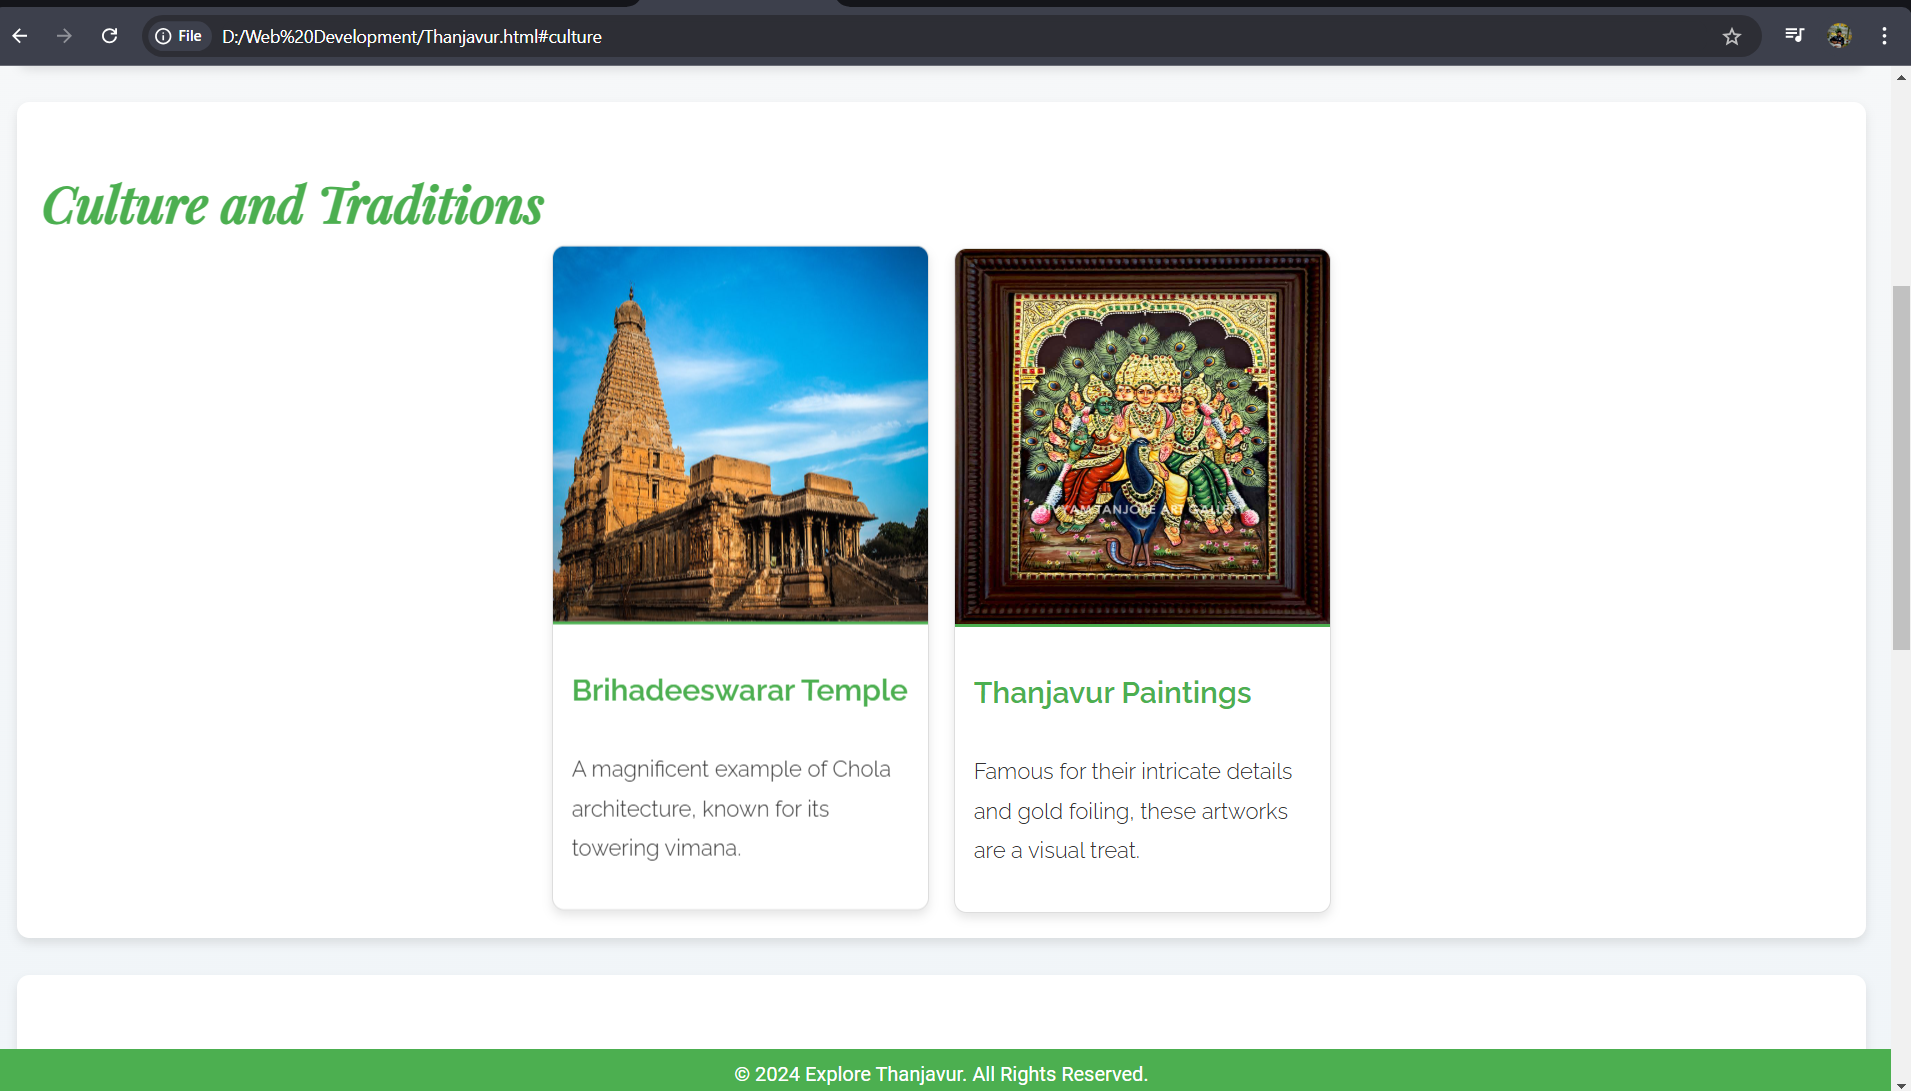 File
D:/Web%20Development/Thanjavur.html#culture
Culture and Traditions
DIVYAM TANJORE ART GALLERY
Brihadeeswarar Temple
A magnificent example of Chola
architecture, known for its
towering vimana.
Thanjavur Paintings
Famous for their intricate details
and gold foiling, these artworks
are a visual treat.
© 2024 Explore Thanjavur. All Rights Reserved.